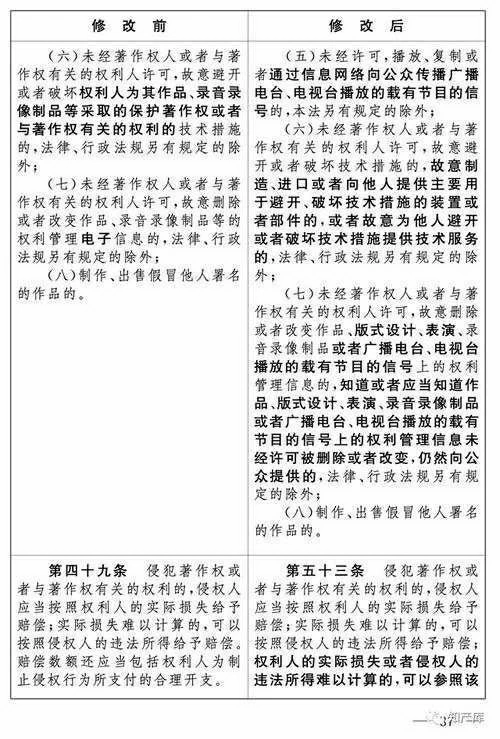 修改前
（六）未经著作权人或者与著
作权有关的权利人许可，故意避开
或者破坏权利人为其作品、录音录
像制品等采取的保护著作权或者
与著作权有关的权利的技术措施
的，法律、行政法规另有规定的除
外；
（七）未经著作权人或者与著
作权有关的权利人许可，故意删除
或者改变作品、录音录像制品等的
权利管理电子信息的，法律、行政
法规另有规定的除外；
（八）制作、出售假冒他人署名
的作品的。
第四十九条 侵犯著作权或
者与著作权有关的权利的，侵权人
应当按照权利人的实际损失给予
赔偿；实际损失难以计算的，可以
按照侵权人的违法所得给予赔偿。
赔偿数额还应当包括权利人为制
止侵权行为所支付的合理开支。
修改后
（五）未经许可，播放、复制或
者通过信息网络向公众传播广播
电台、电视台播放的载有节目的信
号的，本法另有规定的除外；
（六）未经著作权人或者与著
作权有关的权利人许可，故意避
开或者破坏技术措施的，故意制
造、进口或者向他人提供主要用
于避开、破坏技术措施的装置或
者部件的，或者故意为他人避开
或者破坏技术措施提供技术服务
的，法律、行政法规另有规定的除
外；
（七）未经著作权人或者与著
作权有关的权利人许可，故意删除
或者改变作品、版式设计、表演、录
音录像制品或者广播电台、电视台
播放的载有节目的信号上的权利
管理信息的，知道或者应当知道作
品、版式设计、表演、录音录像制品
或者广播电台、电视台播放的载有
节目的信号上的权利管理信息未
经许可被删除或者改变，仍然向公
众提供的，法律、行政法规另有规
定的除外；
（八）制作、出售假冒他人署名
的作品的。
第五十三条 侵犯著作权或
者与著作权有关的权利的，侵权人
应当按照权利人的实际损失给予
赔偿；实际损失难以计算的，可以
按照侵权人的违法所得给予赔偿；
权利人的实际损失或者侵权人的
违法所得难以计算的，可以参照该
37
知产库